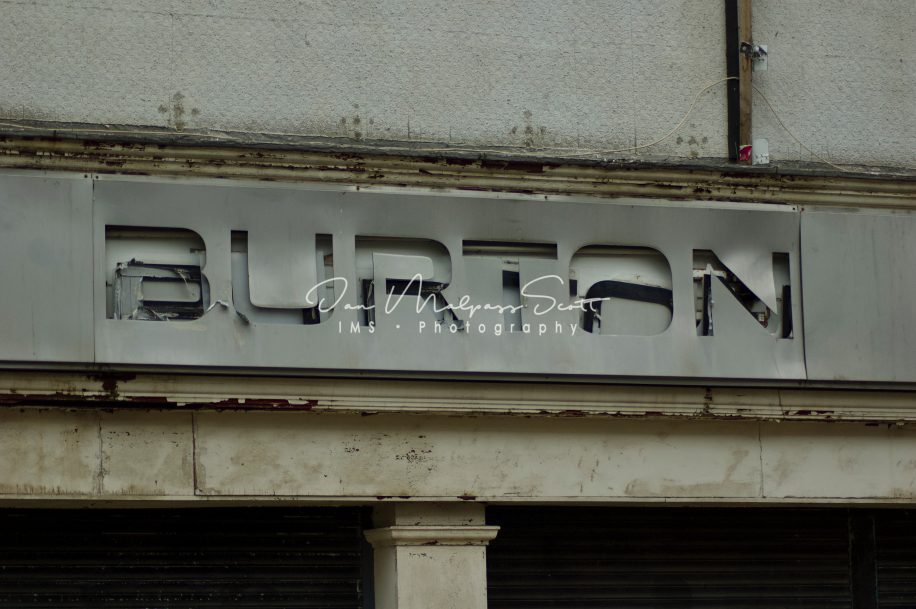 BURTON
Dan Malpass Scott
IMS • Photography